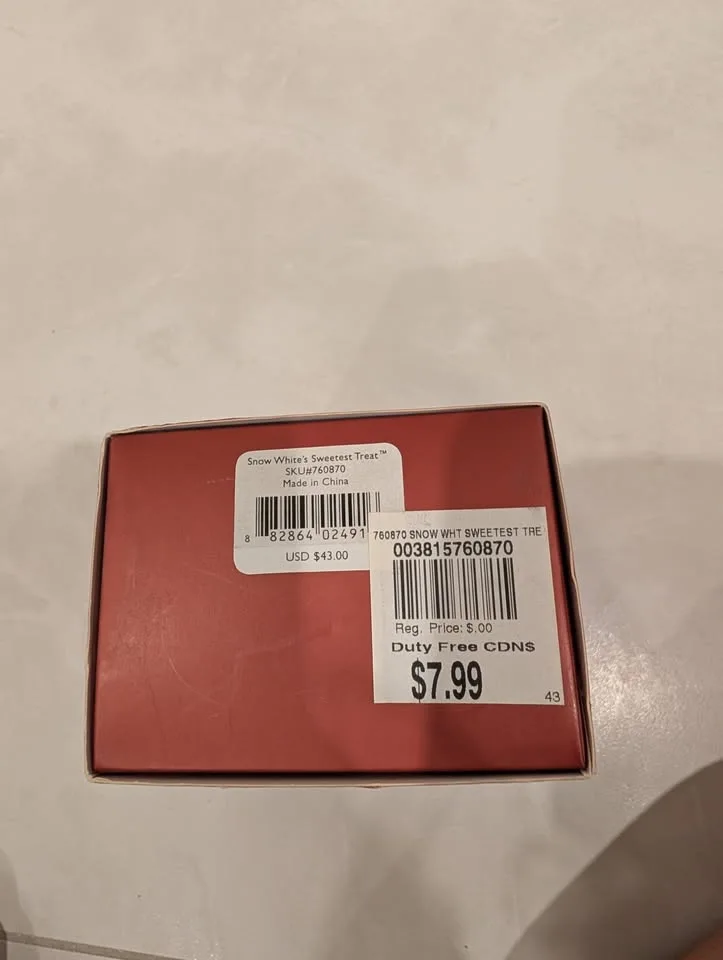 Snow White's Sweetest Treat™
SKU#760870
Made in China
8 82864 02491
USD $43.00
760870 SNOW WHT SWEETEST TRE
003815760870
Reg. Price: $.00
Duty Free CDN$
$7.99
43